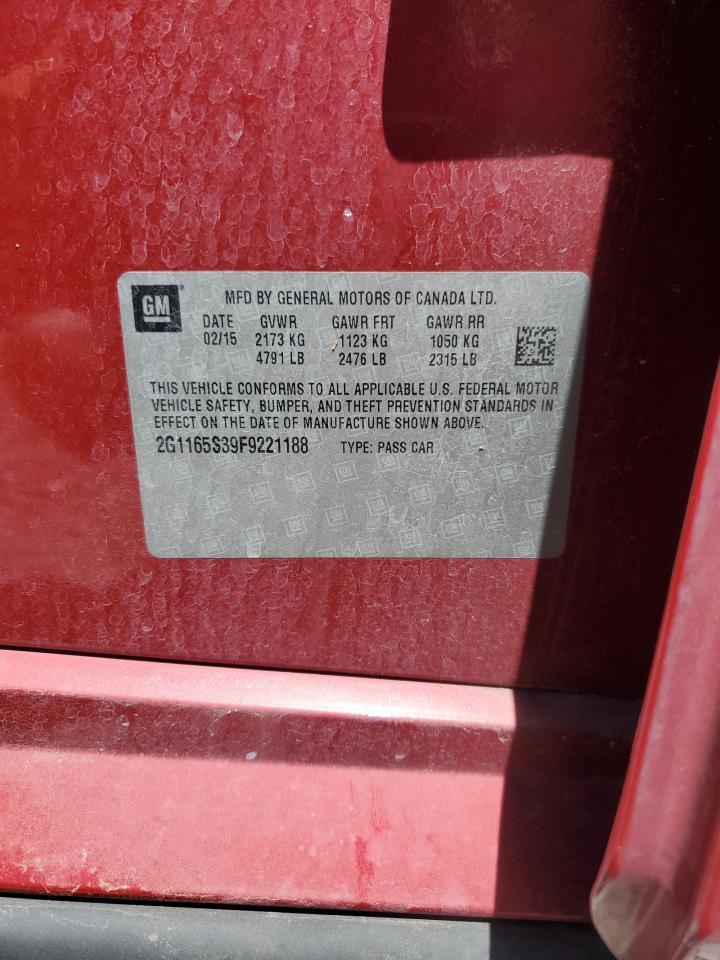 GM
MFD BY GENERAL MOTORS OF CANADA LTD.
DATE GVWR GAWR FRT GAWR RR
02/15 2173 KG 1123 KG 1050 KG
4791 LB 2476 LB 2315 LB
THIS VEHICLE CONFORMS TO ALL APPLICABLE U.S. FEDERAL MOTOR
VEHICLE SAFETY, BUMPER, AND THEFT PREVENTION STANDARDS IN
EFFECT ON THE DATE OF MANUFACTURE SHOWN ABOVE.
2G1165S39F9221188 TYPE: PASS CAR